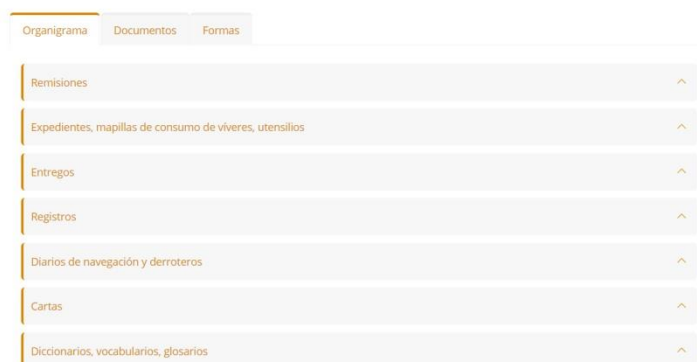 Organigrama Documentos Formas
Remisiones
Expedientes, mapillas de consumo de víveres, utensilios
Entregos
Registros
Diarios de navegación y derroteros
Cartas
Diccionarios, vocabularios, glosarios